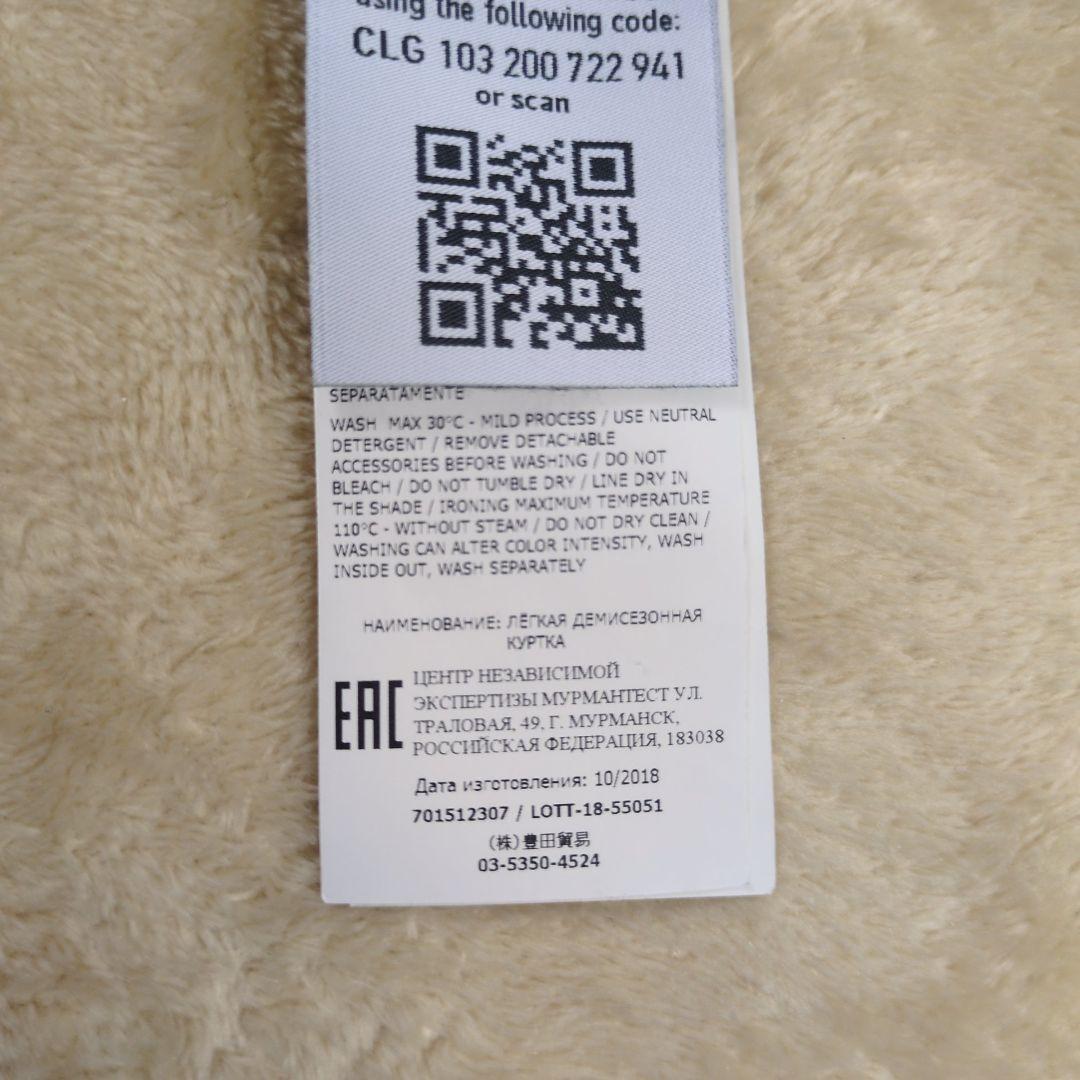 using the following code:
CLG 103 200 722 941
or scan
SEPARATAMENTE
WASH MAX 30°C - MILD PROCESS / USE NEUTRAL
DETERGENT / REMOVE DETACHABLE
ACCESSORIES BEFORE WASHING / DO NOT
BLEACH / DO NOT TUMBLE DRY / LINE DRY IN
THE SHADE / IRONING MAXIMUM TEMPERATURE
110°C - WITHOUT STEAM / DO NOT DRY CLEAN /
WASHING CAN ALTER COLOR INTENSITY, WASH
INSIDE OUT, WASH SEPARATELY
НАИМЕНОВАНИЕ: ЛЁГКАЯ ДЕМИСЕЗОННАЯ
КУРТКА
EAC
ЦЕНТР НЕЗАВИСИМОЙ
ЭКСПЕРТИЗЫ МУРМАНТЕСТ УЛ.
ТРАЛОВАЯ, 49, Г. МУРМАНСК,
РОССИЙСКАЯ ФЕДЕРАЦИЯ, 183038
Дата изготовления: 10/2018
701512307 / LOTT-18-55051
(株)豊田貿易
03-5350-4524